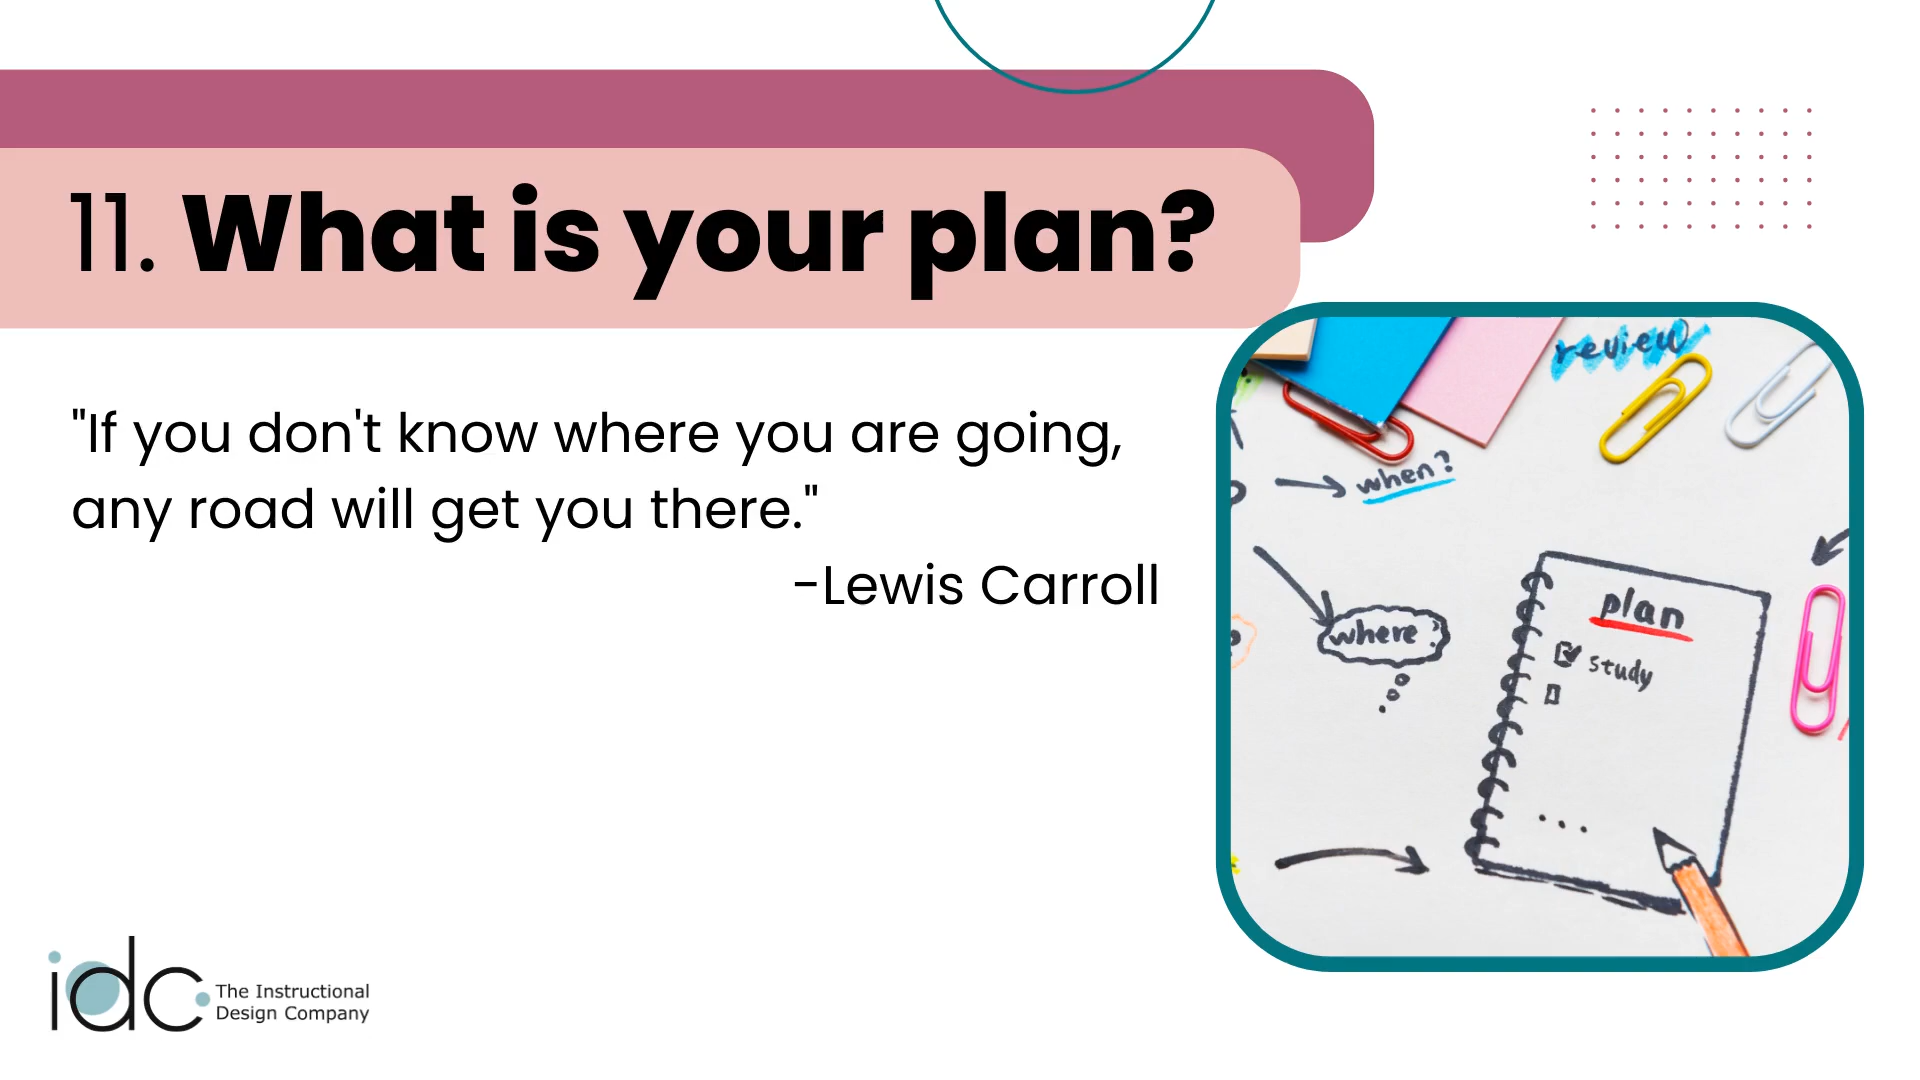 11. What is your plan?
"If you don't know where you are going,
any road will get you there."
-Lewis Carroll
review
when?
where?
plan
study
...
idc The Instructional
Design Company